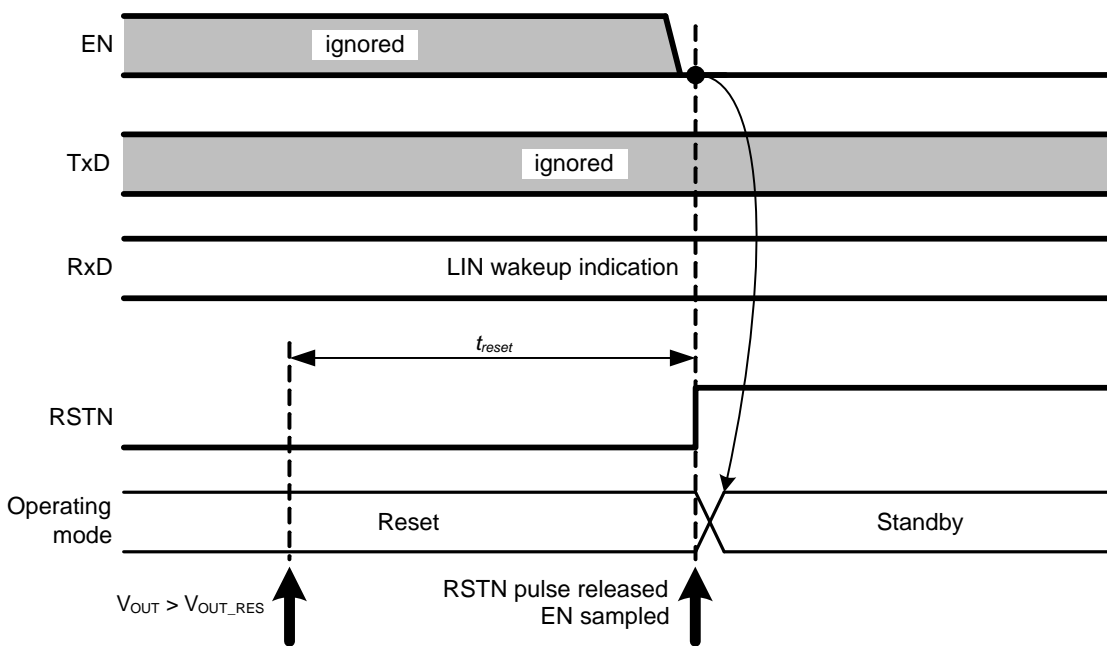 EN
ignored
TxD
ignored
RxD
LIN wakeup indication
treset
RSTN
Operating
mode
Reset
Standby
VOUT > VOUT_RES
RSTN pulse released
EN sampled